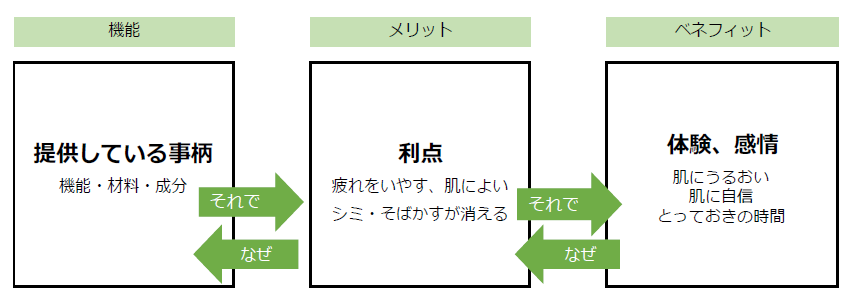 機能
メリット
ベネフィット
提供している事柄
機能・材料・成分
それで
なぜ
利点
疲れをいやす、肌によい
シミ・そばかすが消える
それで
なぜ
体験、感情
肌にうるおい
肌に自信
とっておきの時間